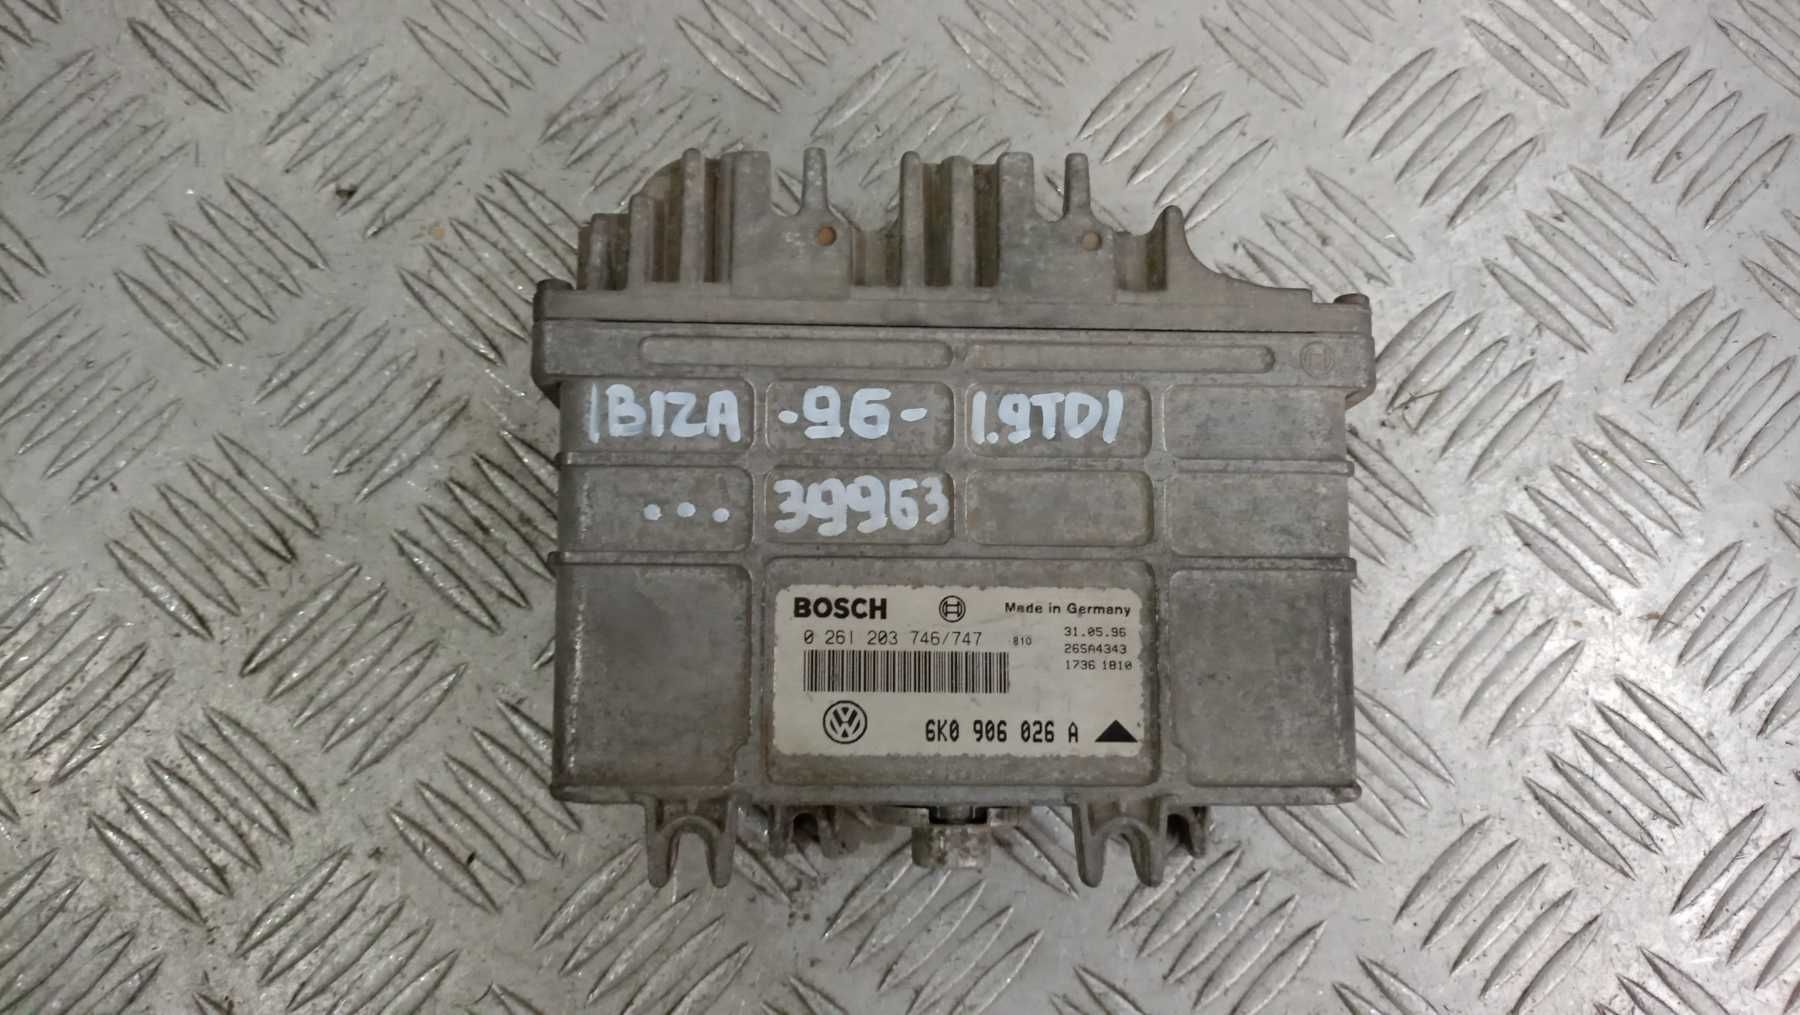 IBIZA -96- 1.9TDI
... 39963
BOSCH Made in Germany
0 261 203 746/747 810 31.05.96
26SA4343
1736 1810
VW 6K0 906 026 A